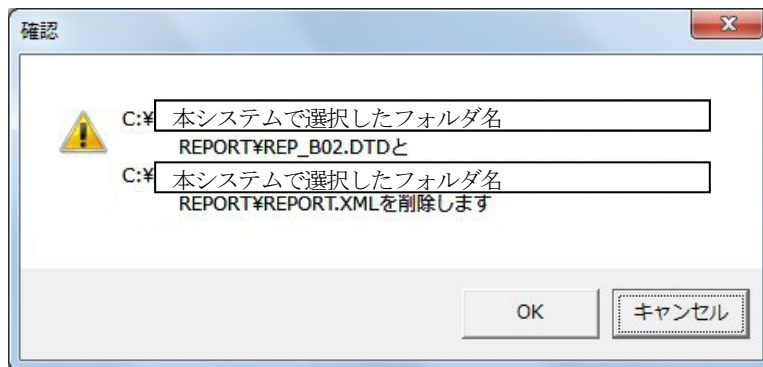 確認
C:¥ 本システムで選択したフォルダ名
REPORT¥REP_B02.DTDと
C:¥ 本システムで選択したフォルダ名
REPORT¥REPORT.XMLを削除します
OK キャンセル